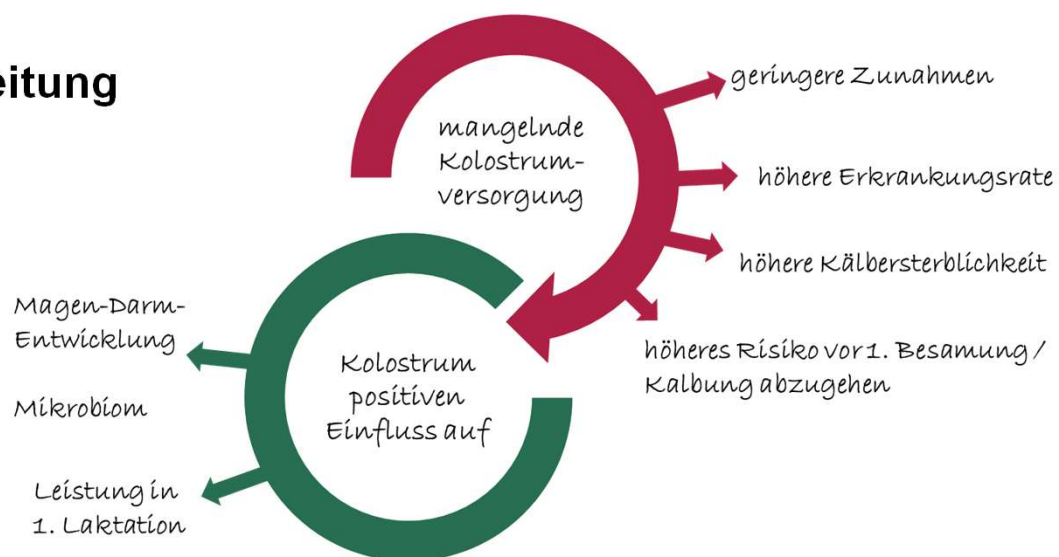 eitung
mangelnde
Kolostrum-
versorgung
geringere Zunahmen
höhere Erkrankungsrate
höhere Kälbersterblichkeit
höheres Risiko vor 1. Besamung /
Kalbung abzugehen
Kolostrum
positiven
Einfluss auf
Magen-Darm-
Entwicklung
Mikrobiom
Leistung in
1. Laktation